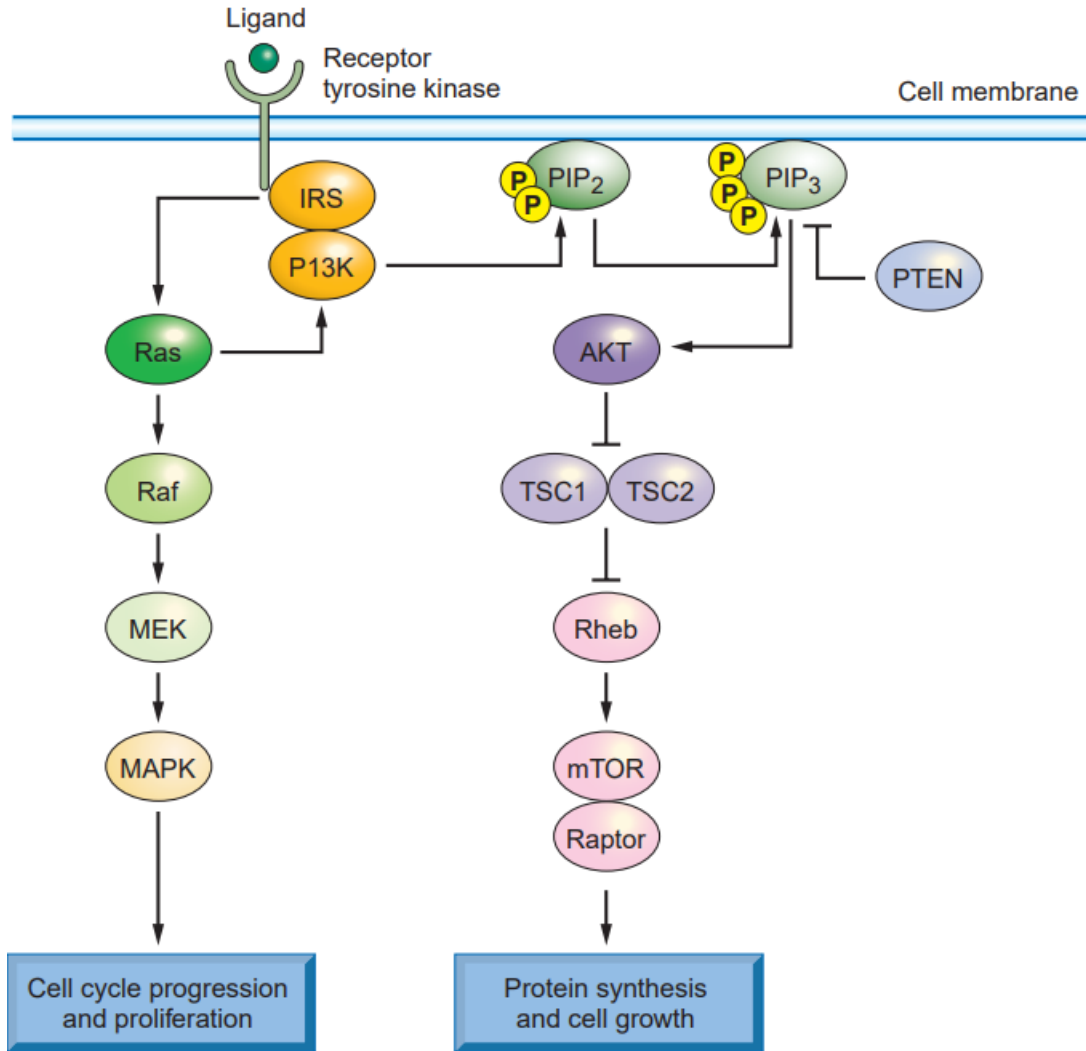 Ligand
Receptor
tyrosine kinase
Cell membrane
IRS
P13K
P
P
PIP2
P
P
P
PIP3
PTEN
Ras
AKT
Raf
TSC1
TSC2
MEK
Rheb
MAPK
mTOR
Raptor
Cell cycle progression
and proliferation
Protein synthesis
and cell growth